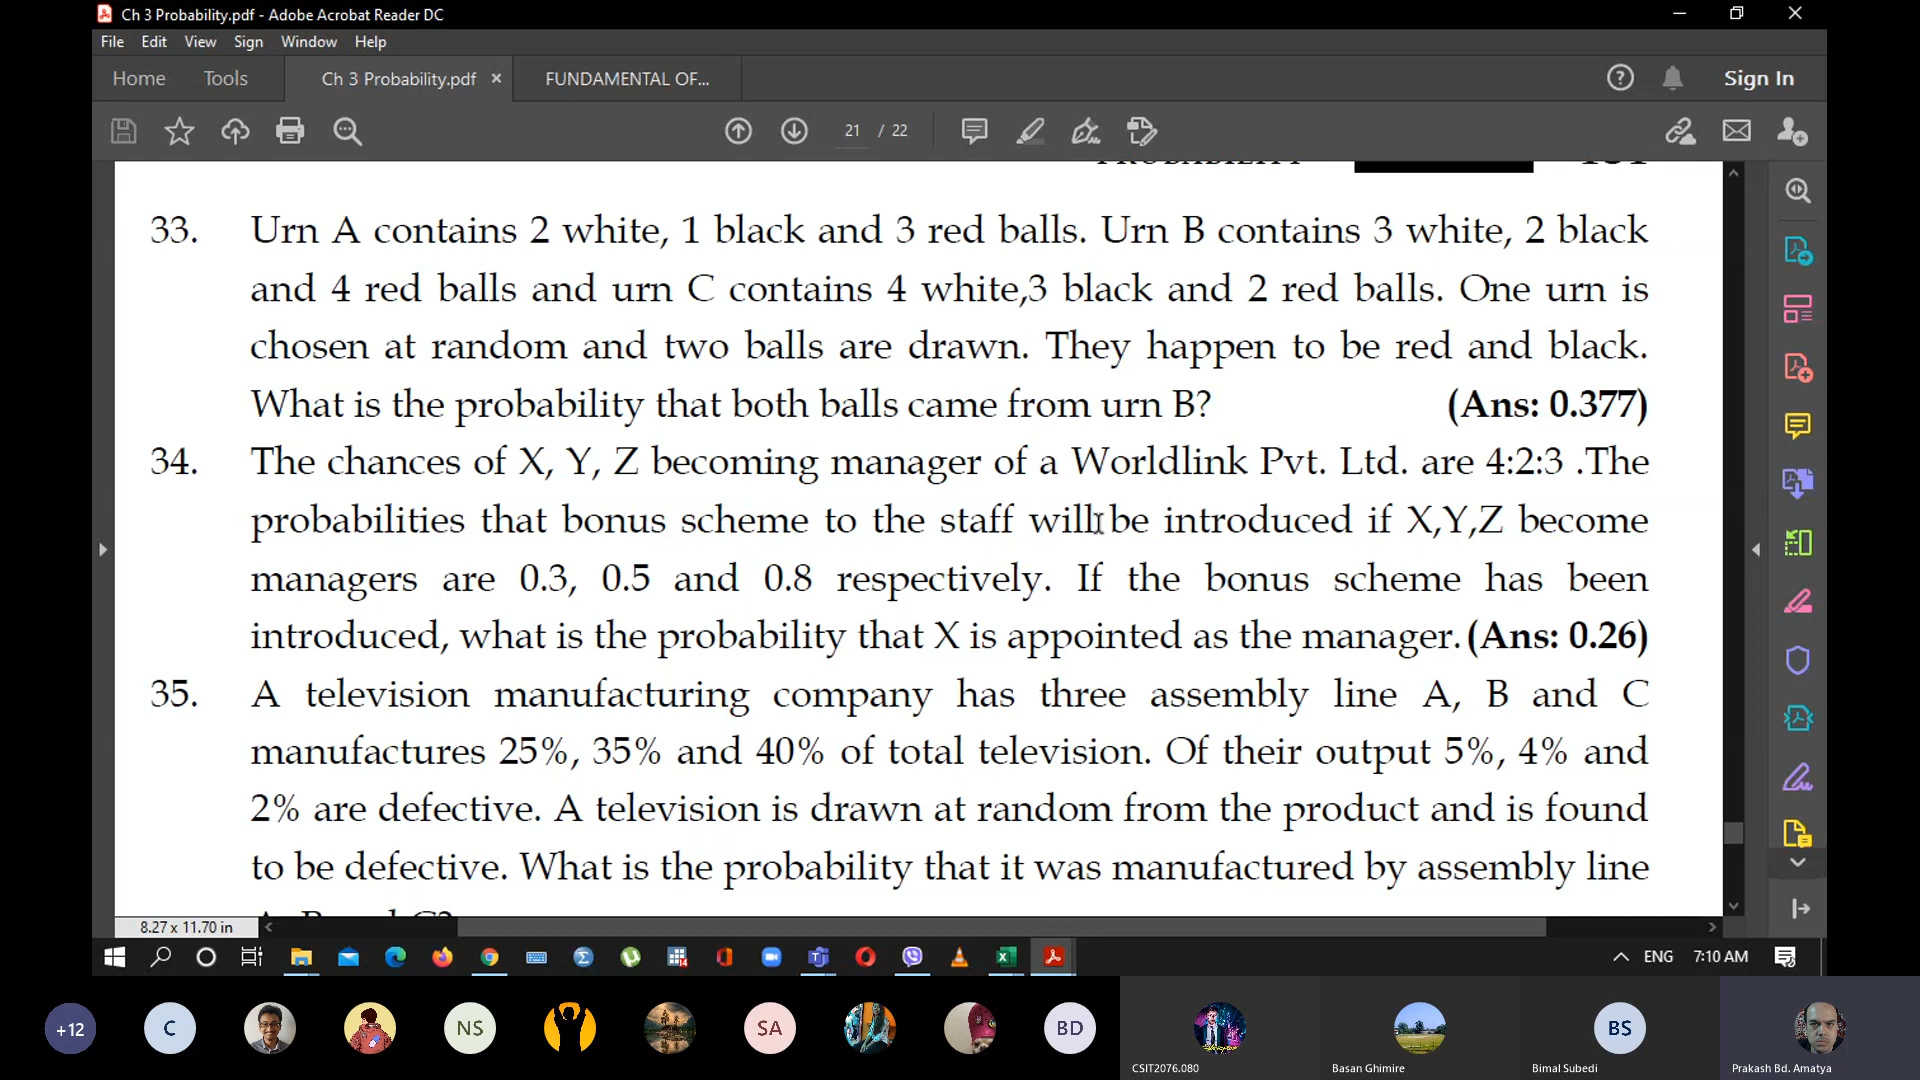 Ch 3 Probability.pdf - Adobe Acrobat Reader DC
File Edit View Sign Window Help
Home Tools Ch 3 Probability.pdf × FUNDAMENTAL OF... Sign In
21 / 22
33. Urn A contains 2 white, 1 black and 3 red balls. Urn B contains 3 white, 2 black
and 4 red balls and urn C contains 4 white,3 black and 2 red balls. One urn is
chosen at random and two balls are drawn. They happen to be red and black.
What is the probability that both balls came from urn B? (Ans: 0.377)
34. The chances of X, Y, Z becoming manager of a Worldlink Pvt. Ltd. are 4:2:3 .The
probabilities that bonus scheme to the staff will be introduced if X,Y,Z become
managers are 0.3, 0.5 and 0.8 respectively. If the bonus scheme has been
introduced, what is the probability that X is appointed as the manager. (Ans: 0.26)
35. A television manufacturing company has three assembly line A, B and C
manufactures 25%, 35% and 40% of total television. Of their output 5%, 4% and
2% are defective. A television is drawn at random from the product and is found
to be defective. What is the probability that it was manufactured by assembly line
8.27 x 11.70 in
ENG 7:10 AM
+12 C NS SA BD BS
CSIT2076.080 Basan Ghimire Bimal Subedi Prakash Bd. Amatya